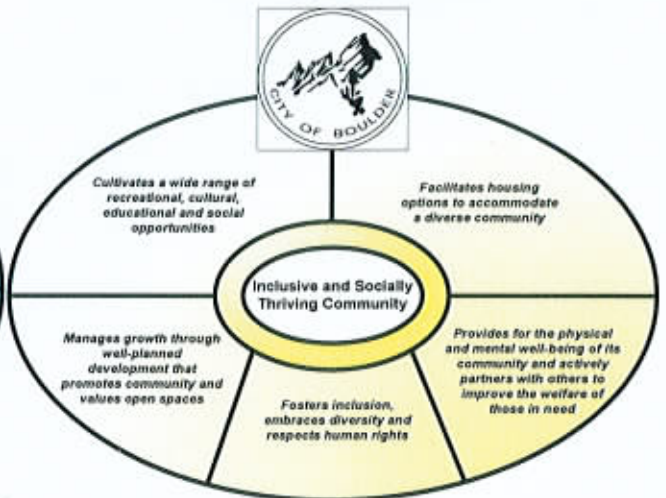 CITY OF BOULDER
Cultivates a wide range of
recreational, cultural,
educational and social
opportunities
Facilitates housing
options to accommodate
a diverse community
Inclusive and Socially
Thriving Community
Manages growth through
well-planned
development that
promotes community and
values open spaces
Fosters inclusion,
embraces diversity and
respects human rights
Provides for the physical
and mental well-being of its
community and actively
partners with others to
improve the welfare of
those in need